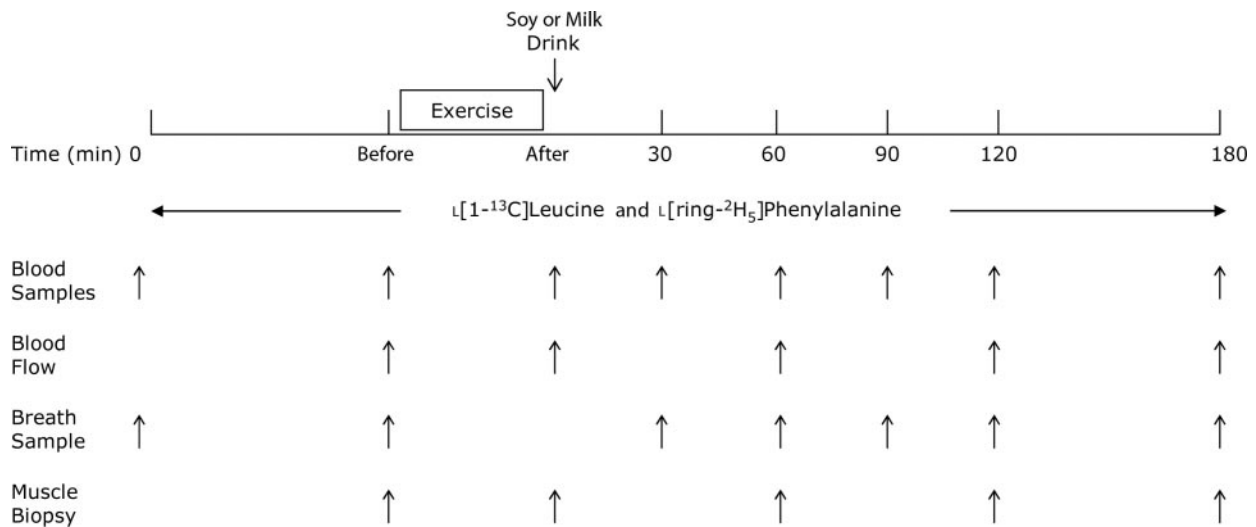 Soy or Milk
Drink
Exercise
Time (min) 0 Before After 30 60 90 120 180
L[1-¹³C]Leucine and L[ring-²H₅]Phenylalanine
Blood
Samples
Blood
Flow
Breath
Sample
Muscle
Biopsy